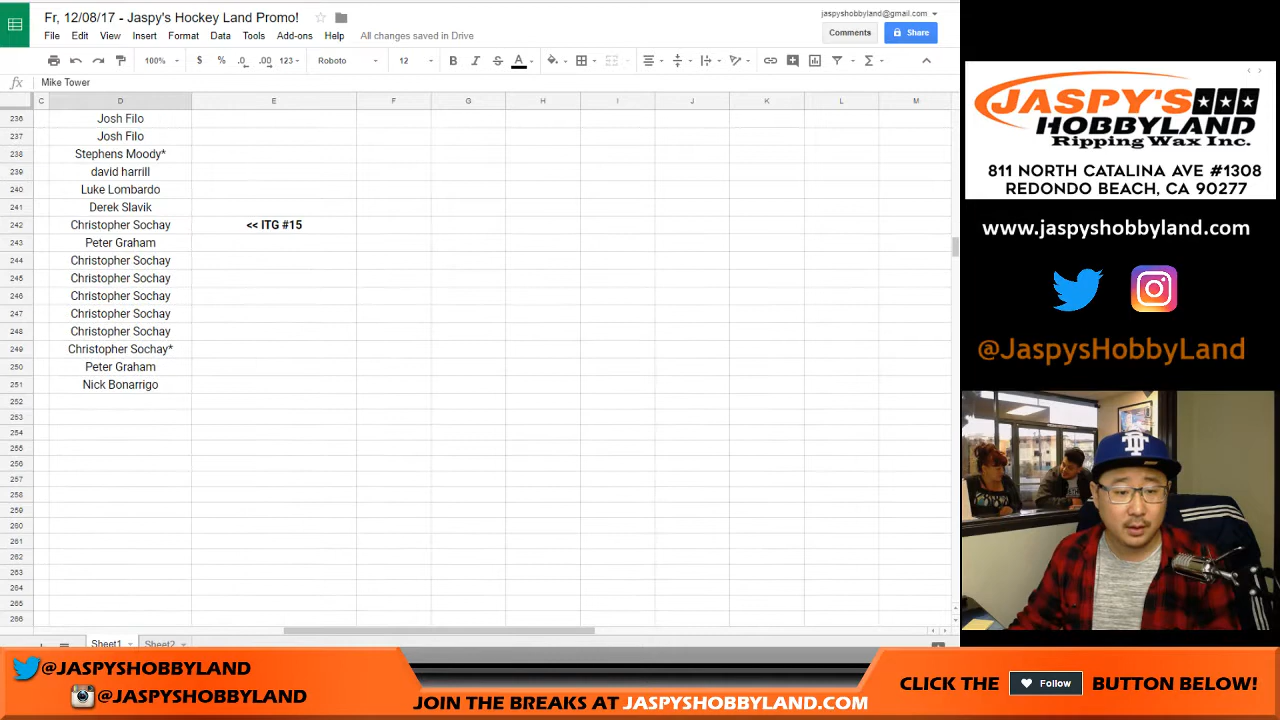 Fr, 12/08/17 - Jaspy's Hockey Land Promo!
jaspyshobbyland@gmail.com
File Edit View Insert Format Data Tools Add-ons Help All changes saved in Drive
Comments
Share
100% $ % .0 .00 123 Roboto 12 B A Σ
fx Mike Tower
C D E F G H I J K L M
236 Josh Filo
237 Josh Filo
238 Stephens Moody*
239 david harrill
240 Luke Lombardo
241 Derek Slavik
242 Christopher Sochay << ITG #15
243 Peter Graham
244 Christopher Sochay
245 Christopher Sochay
246 Christopher Sochay
247 Christopher Sochay
248 Christopher Sochay
249 Christopher Sochay*
250 Peter Graham
251 Nick Bonarrigo
252
253
254
255
256
257
258
259
260
261
262
263
264
265
266
Sheet1 Sheet2
JASPY'S
HOBBYLAND
Ripping Wax Inc.
811 NORTH CATALINA AVE #1308
REDONDO BEACH, CA 90277
www.jaspyshobbyland.com
@JaspysHobbyLand
@JASPYSHOBBYLAND
@JASPYSHOBBYLAND
JOIN THE BREAKS AT JASPYSHOBBYLAND.COM
CLICK THE Follow BUTTON BELOW!